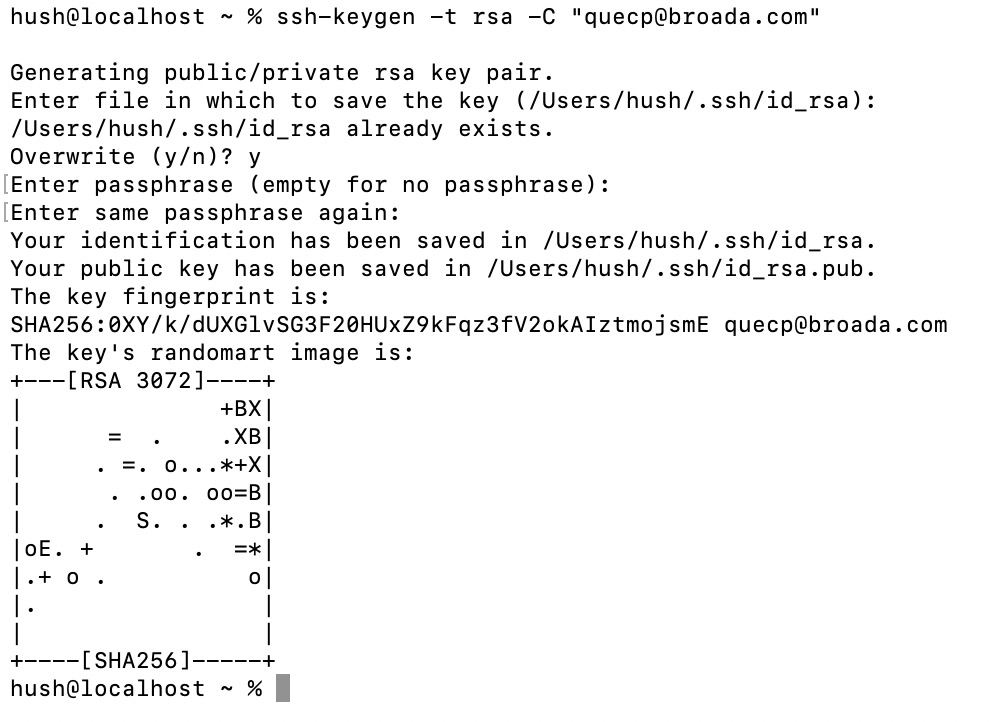 hush@localhost ~ % ssh-keygen -t rsa -C "quecp@broada.com"
Generating public/private rsa key pair.
Enter file in which to save the key (/Users/hush/.ssh/id_rsa):
/Users/hush/.ssh/id_rsa already exists.
Overwrite (y/n)? y
[Enter passphrase (empty for no passphrase):
[Enter same passphrase again:
Your identification has been saved in /Users/hush/.ssh/id_rsa.
Your public key has been saved in /Users/hush/.ssh/id_rsa.pub.
The key fingerprint is:
SHA256:0XY/k/dUXGlvSG3F20HUxZ9kFqz3fV2okAIztmojsmE quecp@broada.com
The key's randomart image is:
+---[RSA 3072]----+
|              +BX|
|      =  .    .XB|
|     . =. o...*+X|
|      . .oo. oo=B|
|     .  S. . .*.B|
|oE. +       .  =*|
|.+ o .          o|
|.                |
|                 |
+----[SHA256]-----+
hush@localhost ~ %